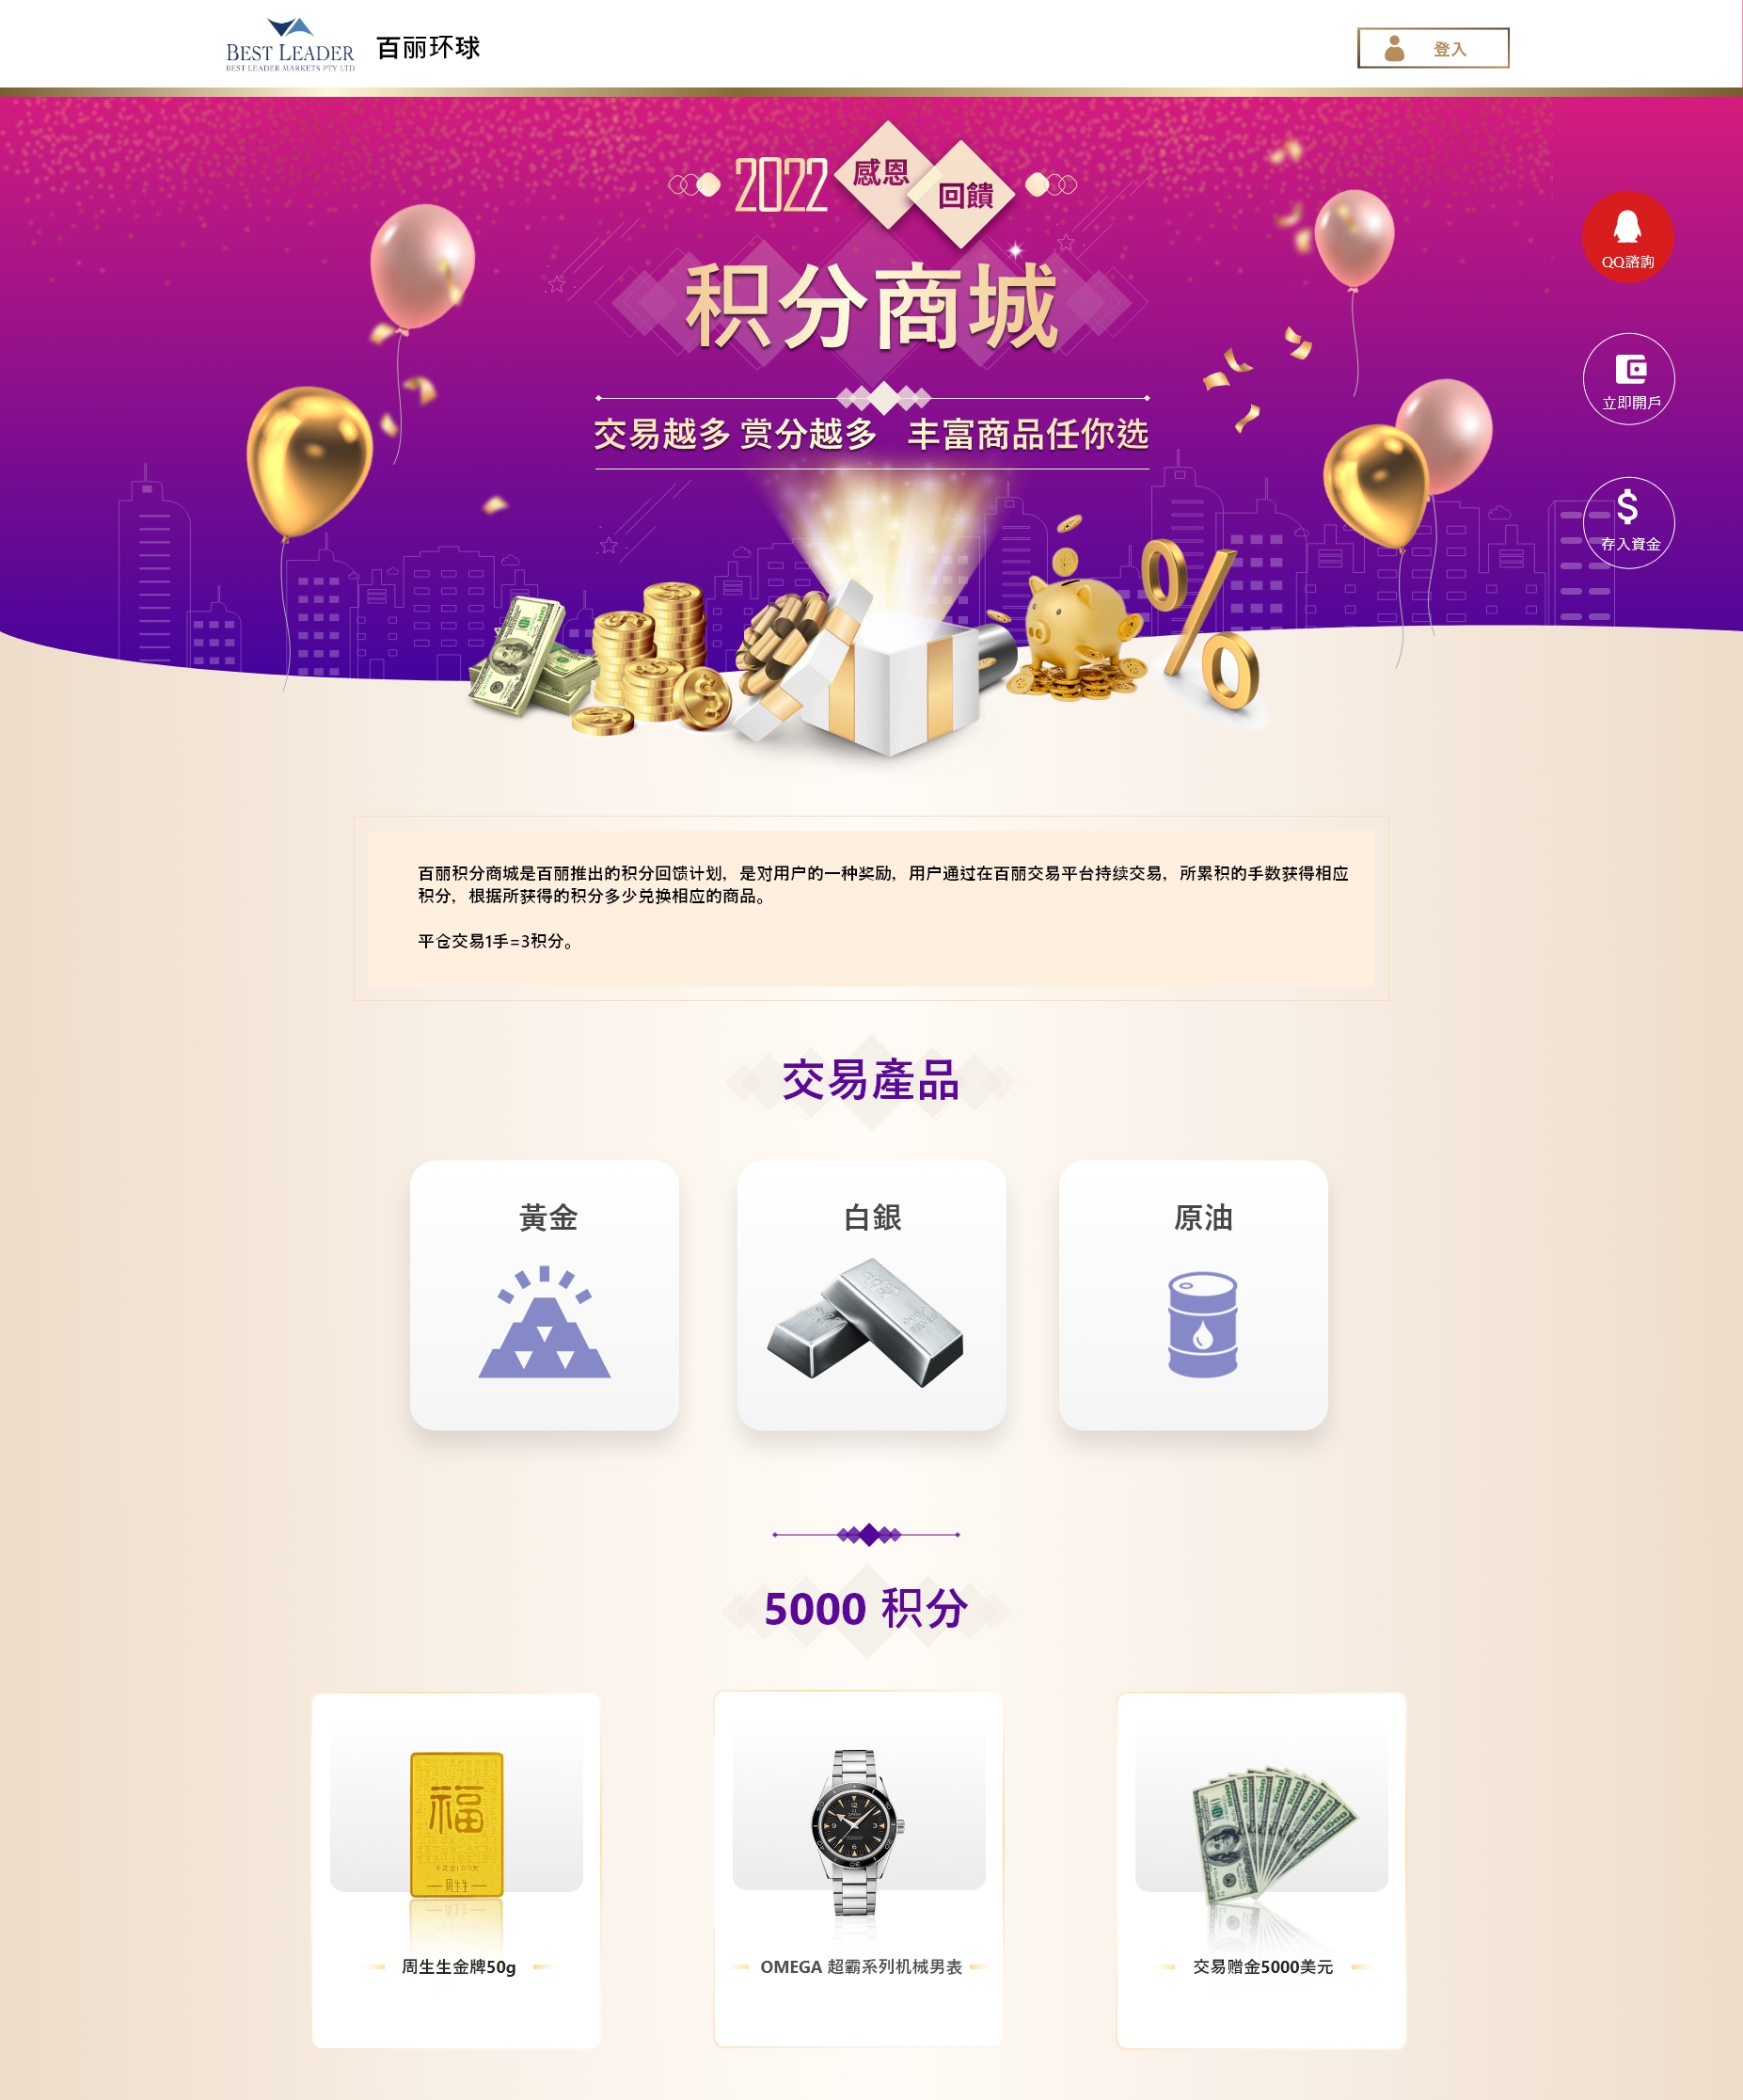 BEST LEADER
BEST LEADER MARKETS PTY LTD
百丽环球
登入
2022
感恩
回饋
积分商城
交易越多 赏分越多 丰富商品任你选
QQ諮詢
立即開戶
存入資金
百丽积分商城是百丽推出的积分回馈计划，是对用户的一种奖励，用户通过在百丽交易平台持续交易，所累积的手数获得相应
积分，根据所获得的积分多少兑换相应的商品。
平仓交易1手=3积分。
交易產品
黃金
白銀
原油
5000 积分
福
周生生
周生生金牌50g
OMEGA 超霸系列机械男表
交易赠金5000美元